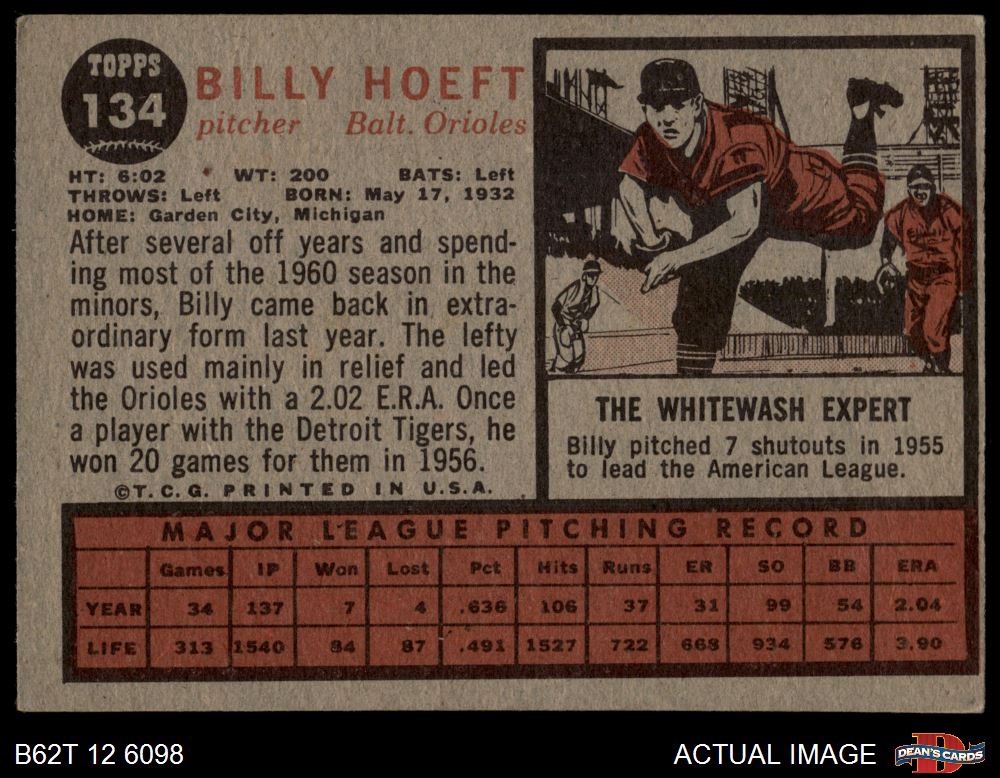 TOPPS
134
BILLY HOEFT
pitcher Balt. Orioles
HT: 6:02 WT: 200 BATS: Left
THROWS: Left BORN: May 17, 1932
HOME: Garden City, Michigan
After several off years and spend-
ing most of the 1960 season in the
minors, Billy came back in extra-
ordinary form last year. The lefty
was used mainly in relief and led
the Orioles with a 2.02 E.R.A. Once
a player with the Detroit Tigers, he
won 20 games for them in 1956.
©T.C.G. PRINTED IN U.S.A.
THE WHITEWASH EXPERT
Billy pitched 7 shutouts in 1955
to lead the American League.
MAJOR LEAGUE PITCHING RECORD
Games IP Won Lost Pct Hits Runs ER SO BB ERA
YEAR 34 137 7 4 .636 106 37 31 99 54 2.04
LIFE 313 1540 84 87 .491 1527 722 668 934 576 3.90
B62T 12 6098
ACTUAL IMAGE
D
DEAN'S CARDS